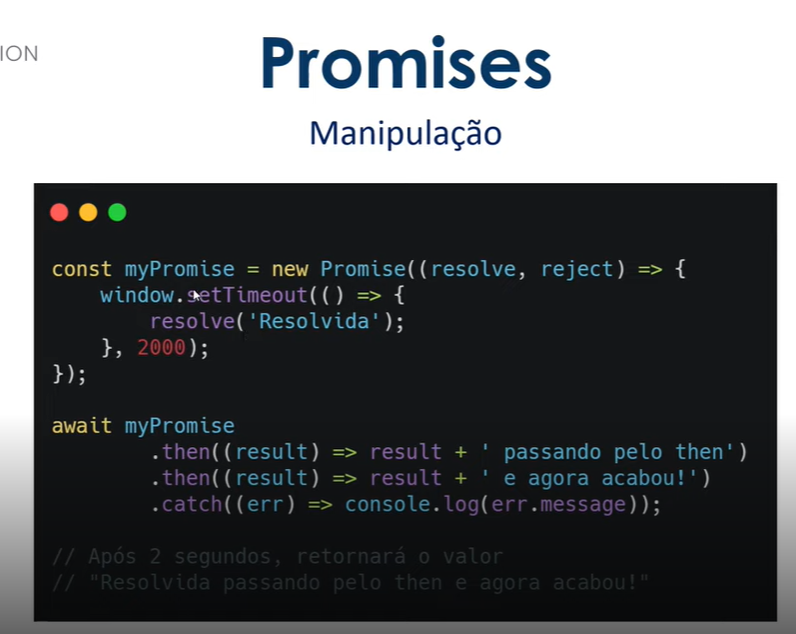 ION
Promises
Manipulação
const myPromise = new Promise((resolve, reject) => {
    window.setTimeout(() => {
        resolve('Resolvida');
    }, 2000);
});
await myPromise
        .then((result) => result + ' passando pelo then')
        .then((result) => result + ' e agora acabou!')
        .catch((err) => console.log(err.message));
// Após 2 segundos, retornará o valor
// "Resolvida passando pelo then e agora acabou!"